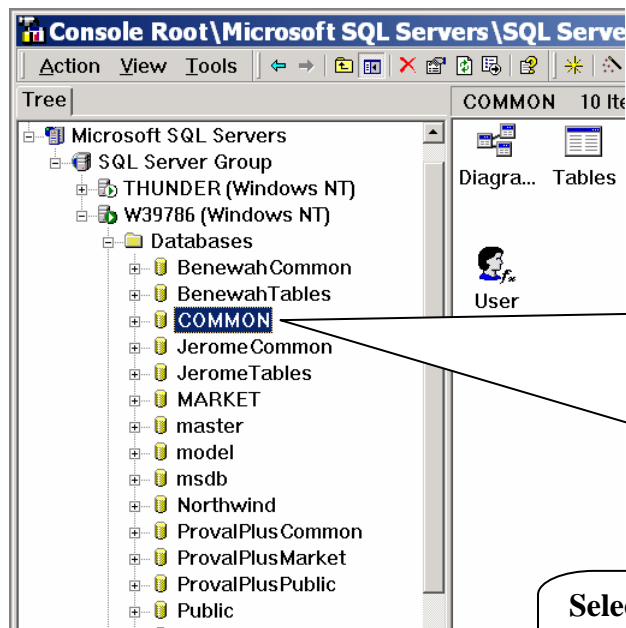 Console Root\Microsoft SQL Servers\SQL Serve
Action View Tools
Tree
COMMON 10 Ite
Microsoft SQL Servers
SQL Server Group
THUNDER (Windows NT)
W39786 (Windows NT)
Databases
BenewahCommon
BenewahTables
COMMON
JeromeCommon
JeromeTables
MARKET
master
model
msdb
Northwind
ProvalPlusCommon
ProvalPlusMarket
ProvalPlusPublic
Public
Diagra... Tables
User
Selec